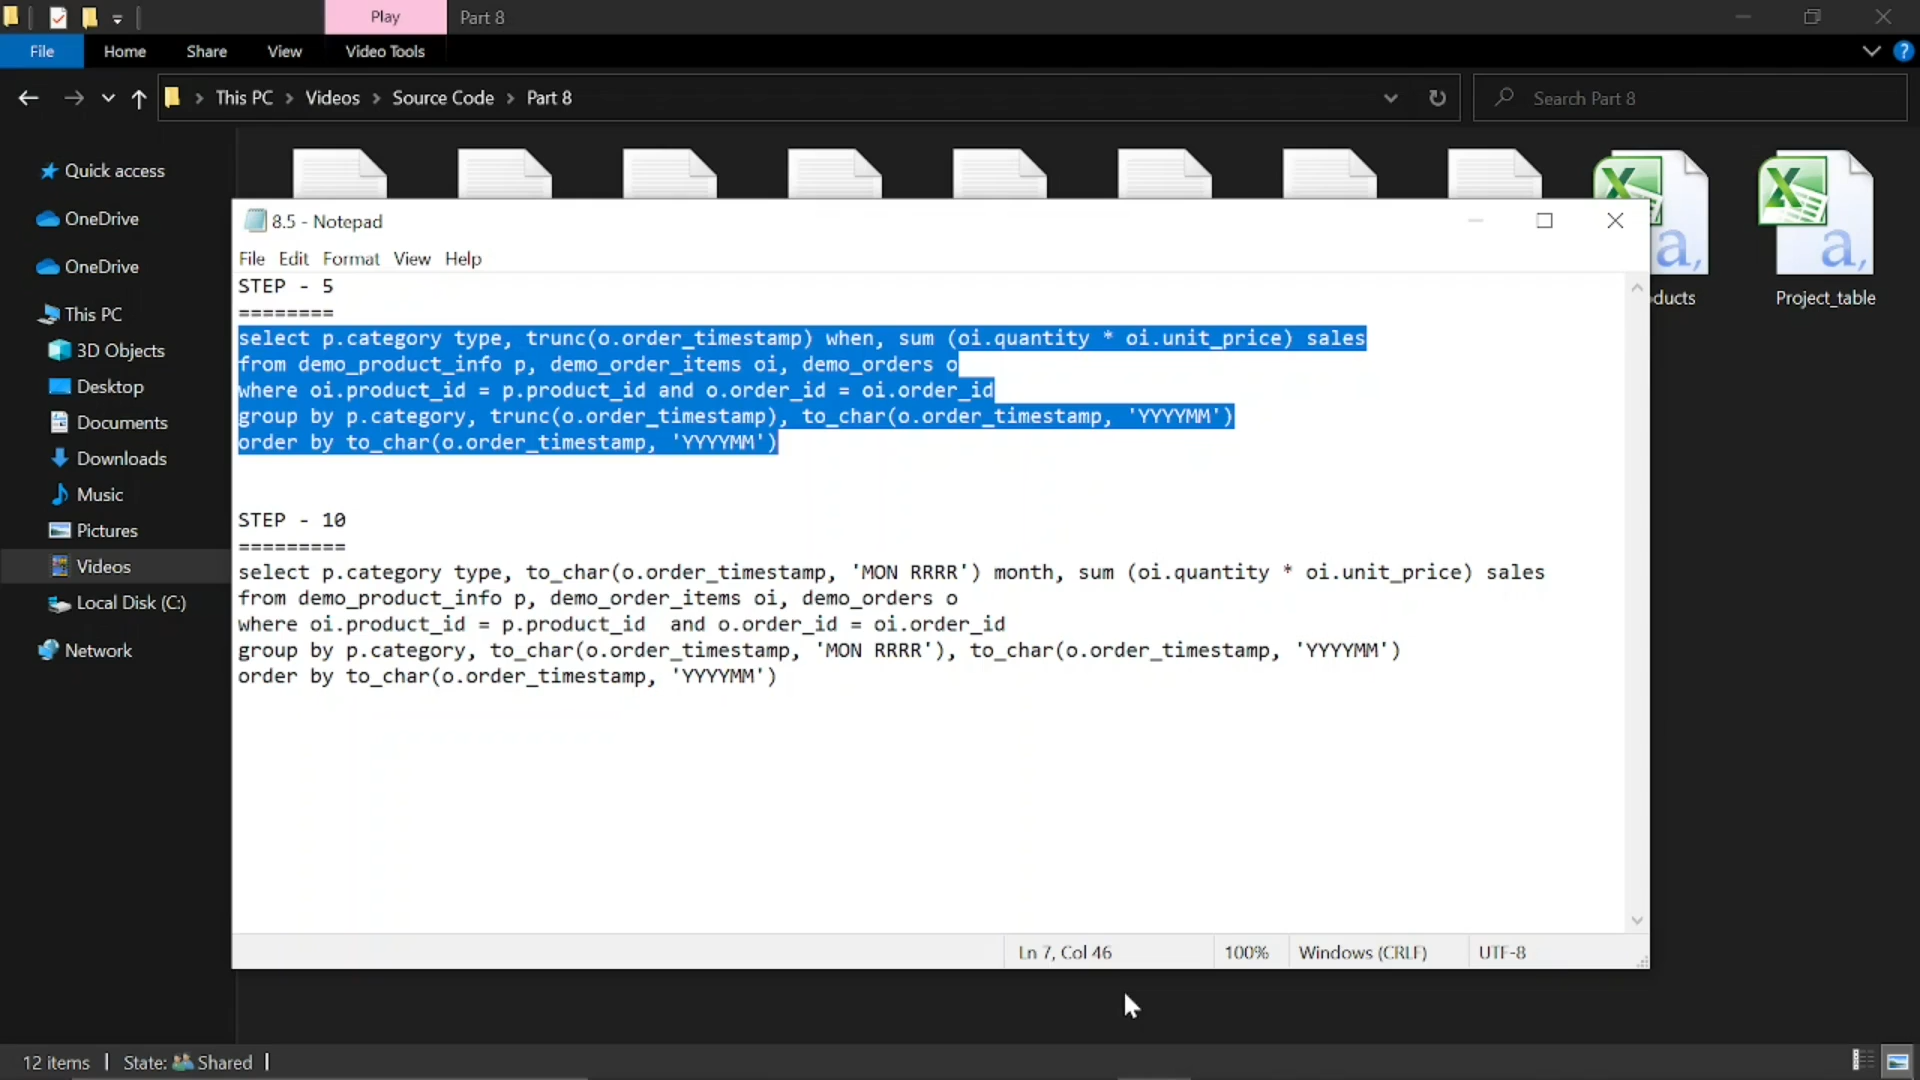 Play
Part 8
File
Home
Share
View
Video Tools
This PC
Videos
Source Code
Part 8
Search Part 8
Quick access
OneDrive
OneDrive
This PC
3D Objects
Desktop
Documents
Downloads
Music
Pictures
Videos
Local Disk (C:)
Network
ducts
Project_table
8.5 - Notepad
File Edit Format View Help
STEP - 5
========
select p.category type, trunc(o.order_timestamp) when, sum (oi.quantity * oi.unit_price) sales
from demo_product_info p, demo_order_items oi, demo_orders o
where oi.product_id = p.product_id and o.order_id = oi.order_id
group by p.category, trunc(o.order_timestamp), to_char(o.order_timestamp, 'YYYYMM')
order by to_char(o.order_timestamp, 'YYYYMM')
STEP - 10
=========
select p.category type, to_char(o.order_timestamp, 'MON RRRR') month, sum (oi.quantity * oi.unit_price) sales
from demo_product_info p, demo_order_items oi, demo_orders o
where oi.product_id = p.product_id  and o.order_id = oi.order_id
group by p.category, to_char(o.order_timestamp, 'MON RRRR'), to_char(o.order_timestamp, 'YYYYMM')
order by to_char(o.order_timestamp, 'YYYYMM')
Ln 7, Col 46
100%
Windows (CRLF)
UTF-8
12 items
State: Shared